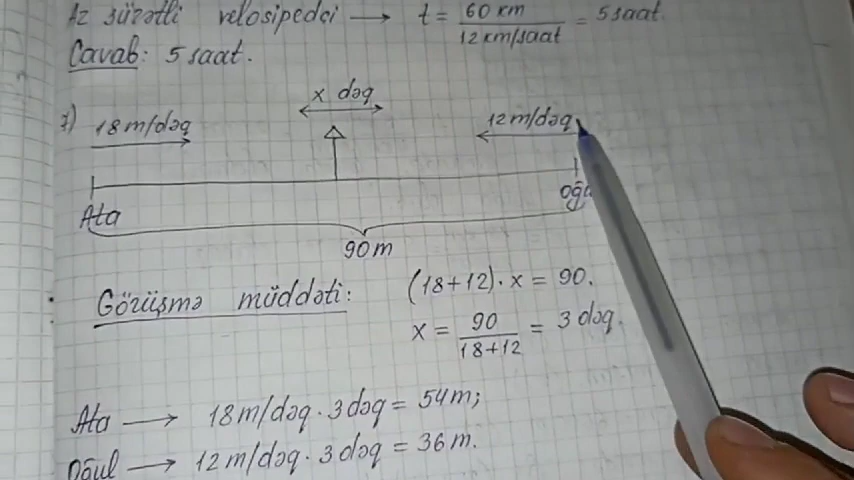 Az sürətli velosipedçi → t = 60 km / 12 km/saat = 5 saat.
Cavab: 5 saat.
x dəq
7) 18 m/dəq 12 m/dəq
Ata
90 m
Görüşmə müddəti: (18+12) · x = 90.
x = 90 / 18+12 = 3 dəq.
Ata → 18 m/dəq · 3 dəq = 54 m;
Oğul → 12 m/dəq · 3 dəq = 36 m.